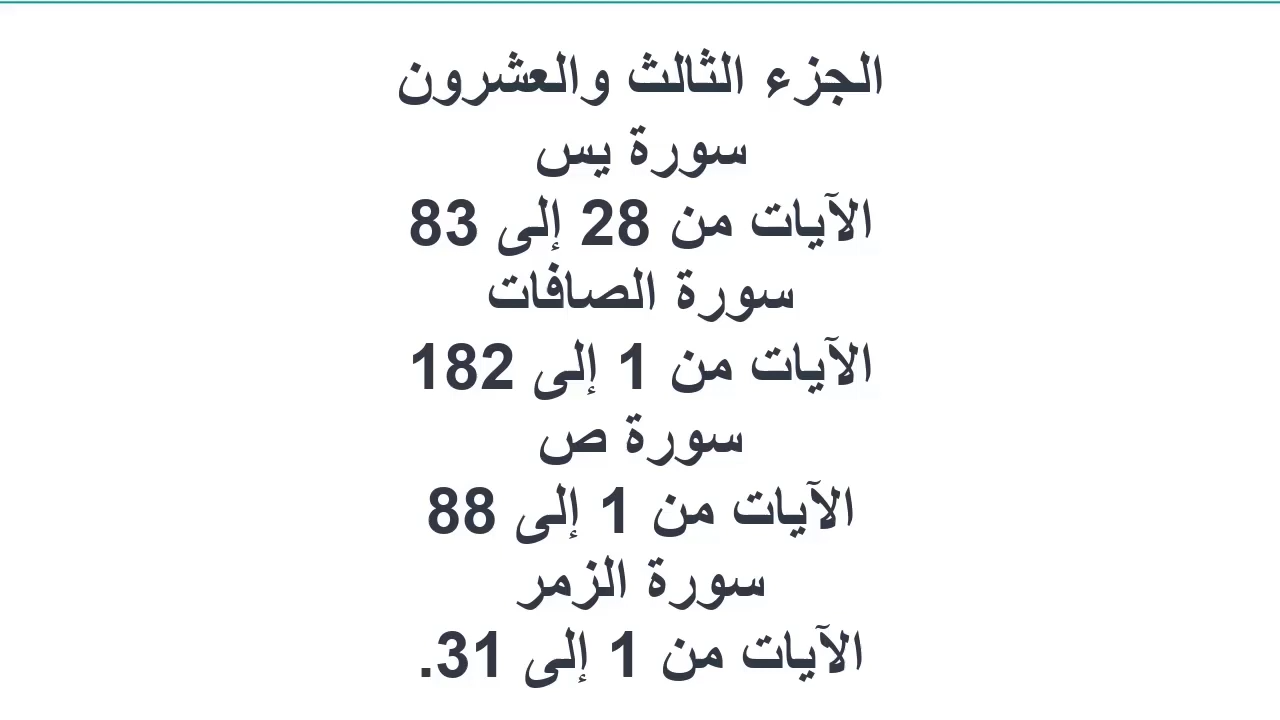 الجزء الثالث والعشرون
سورة يس
الآيات من 28 إلى 83
سورة الصافات
الآيات من 1 إلى 182
سورة ص
الآيات من 1 إلى 88
سورة الزمر
الآيات من 1 إلى 31.